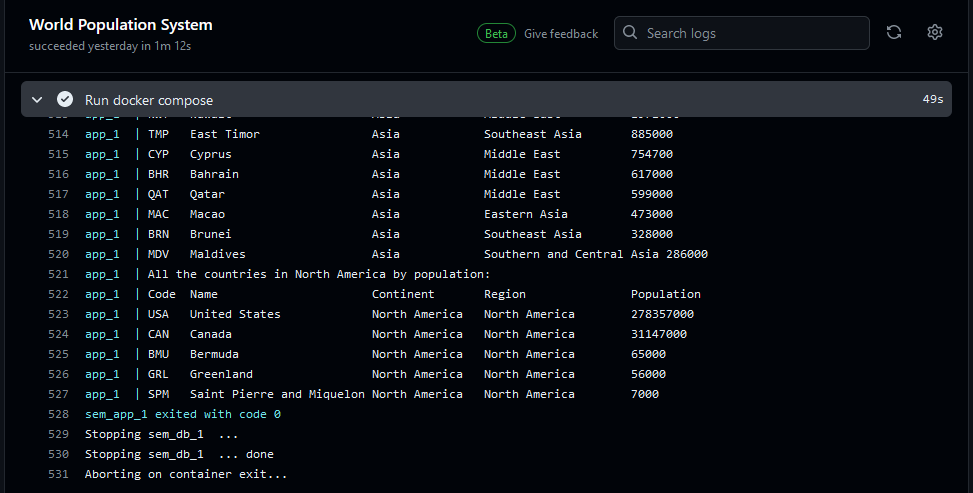 World Population System
succeeded yesterday in 1m 12s
Beta Give feedback
Search logs
Run docker compose 49s
514 app_1 | TMP East Timor Asia Southeast Asia 885000
515 app_1 | CYP Cyprus Asia Middle East 754700
516 app_1 | BHR Bahrain Asia Middle East 617000
517 app_1 | QAT Qatar Asia Middle East 599000
518 app_1 | MAC Macao Asia Eastern Asia 473000
519 app_1 | BRN Brunei Asia Southeast Asia 328000
520 app_1 | MDV Maldives Asia Southern and Central Asia 286000
521 app_1 | All the countries in North America by population:
522 app_1 | Code Name Continent Region Population
523 app_1 | USA United States North America North America 278357000
524 app_1 | CAN Canada North America North America 31147000
525 app_1 | BMU Bermuda North America North America 65000
526 app_1 | GRL Greenland North America North America 56000
527 app_1 | SPM Saint Pierre and Miquelon North America North America 7000
528 sem_app_1 exited with code 0
529 Stopping sem_db_1 ...
530 Stopping sem_db_1 ... done
531 Aborting on container exit...